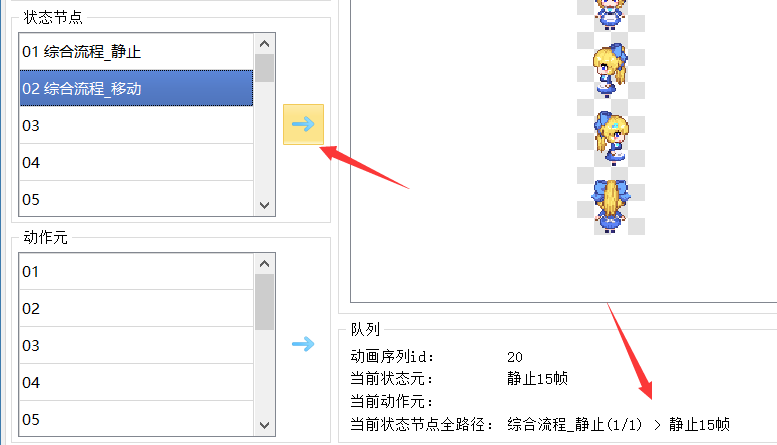 状态节点
01 综合流程_静止
02 综合流程_移动
03
04
05
动作元
01
02
03
04
05
队列
动画序列id: 20
当前状态元: 静止15帧
当前动作元:
当前状态节点全路径: 综合流程_静止(1/1) > 静止15帧